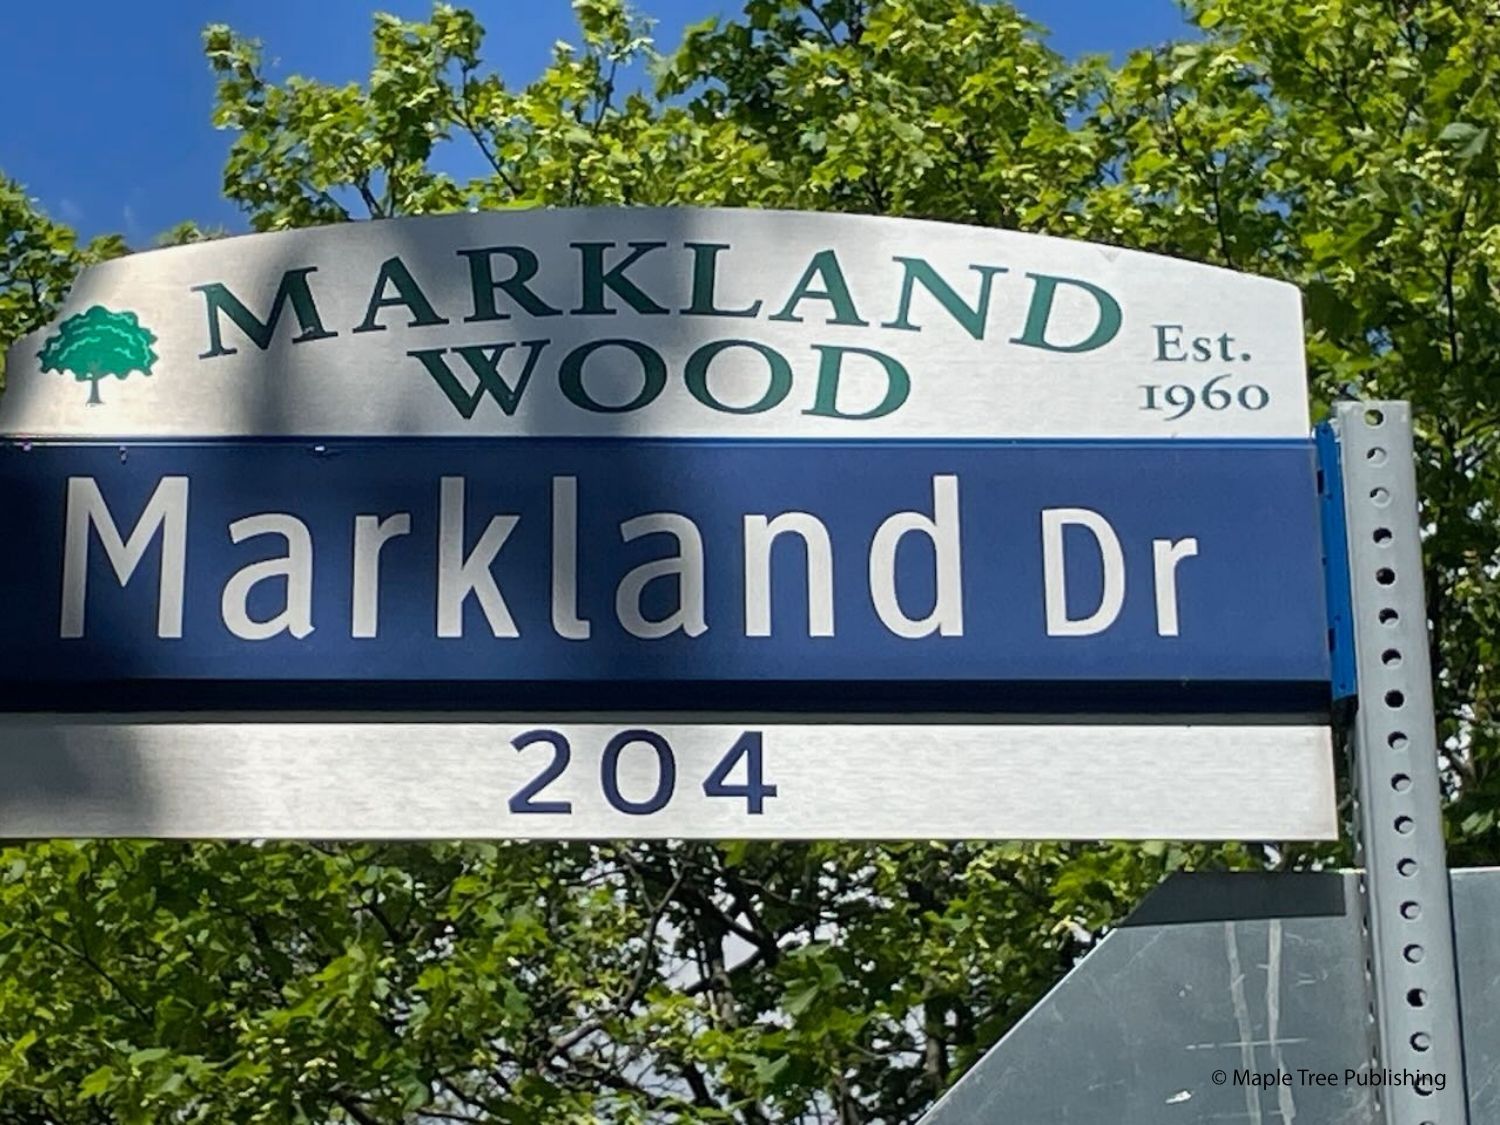 MARKLAND
WOOD
Est.
1960
Markland Dr
204
© Maple Tree Publishing